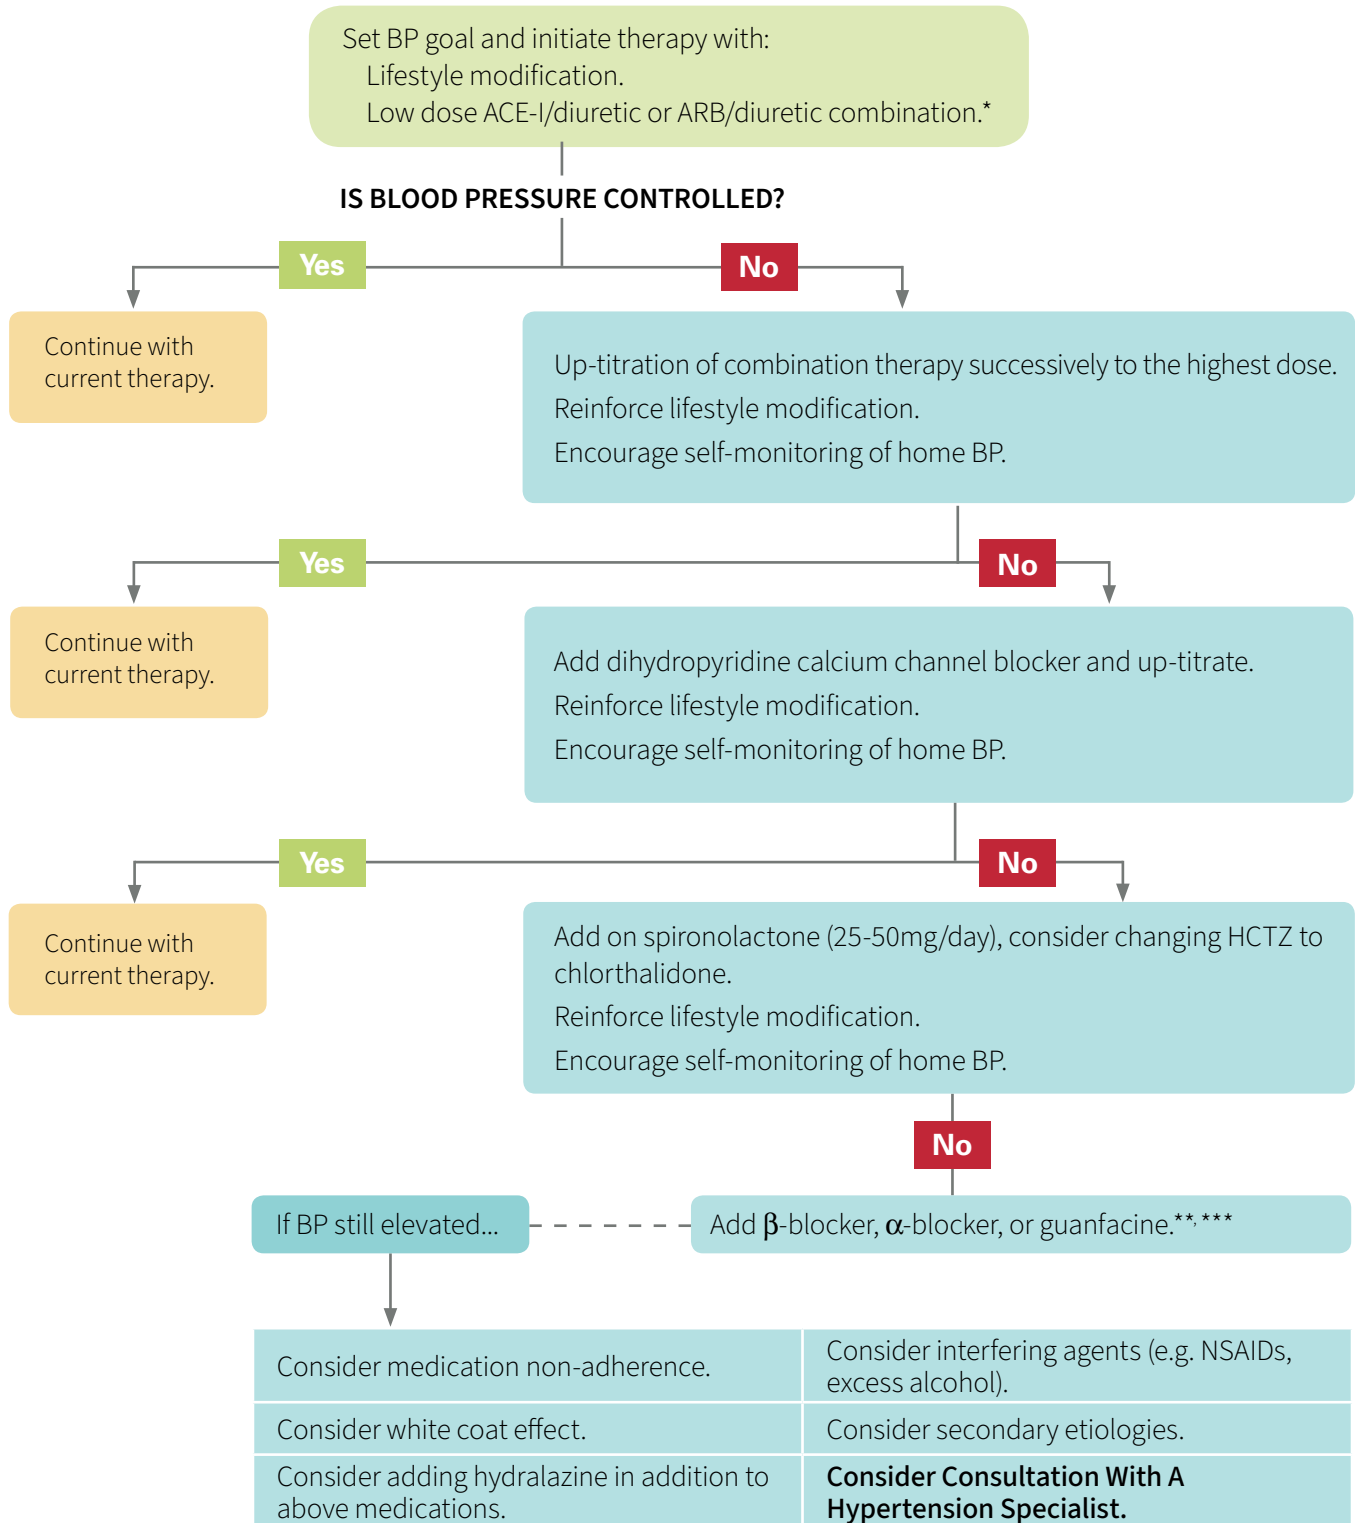 Set BP goal and initiate therapy with:
Lifestyle modification.
Low dose ACE-I/diuretic or ARB/diuretic combination.*
IS BLOOD PRESSURE CONTROLLED?
Yes
No
Continue with
current therapy.
Up-titration of combination therapy successively to the highest dose.
Reinforce lifestyle modification.
Encourage self-monitoring of home BP.
Yes
No
Continue with
current therapy.
Add dihydropyridine calcium channel blocker and up-titrate.
Reinforce lifestyle modification.
Encourage self-monitoring of home BP.
Yes
No
Continue with
current therapy.
Add on spironolactone (25-50mg/day), consider changing HCTZ to
chlorthalidone.
Reinforce lifestyle modification.
Encourage self-monitoring of home BP.
No
If BP still elevated...
Add β-blocker, α-blocker, or guanfacine.**, ***
Consider medication non-adherence.
Consider interfering agents (e.g. NSAIDs,
excess alcohol).
Consider white coat effect.
Consider secondary etiologies.
Consider adding hydralazine in addition to
above medications.
Consider Consultation With A
Hypertension Specialist.